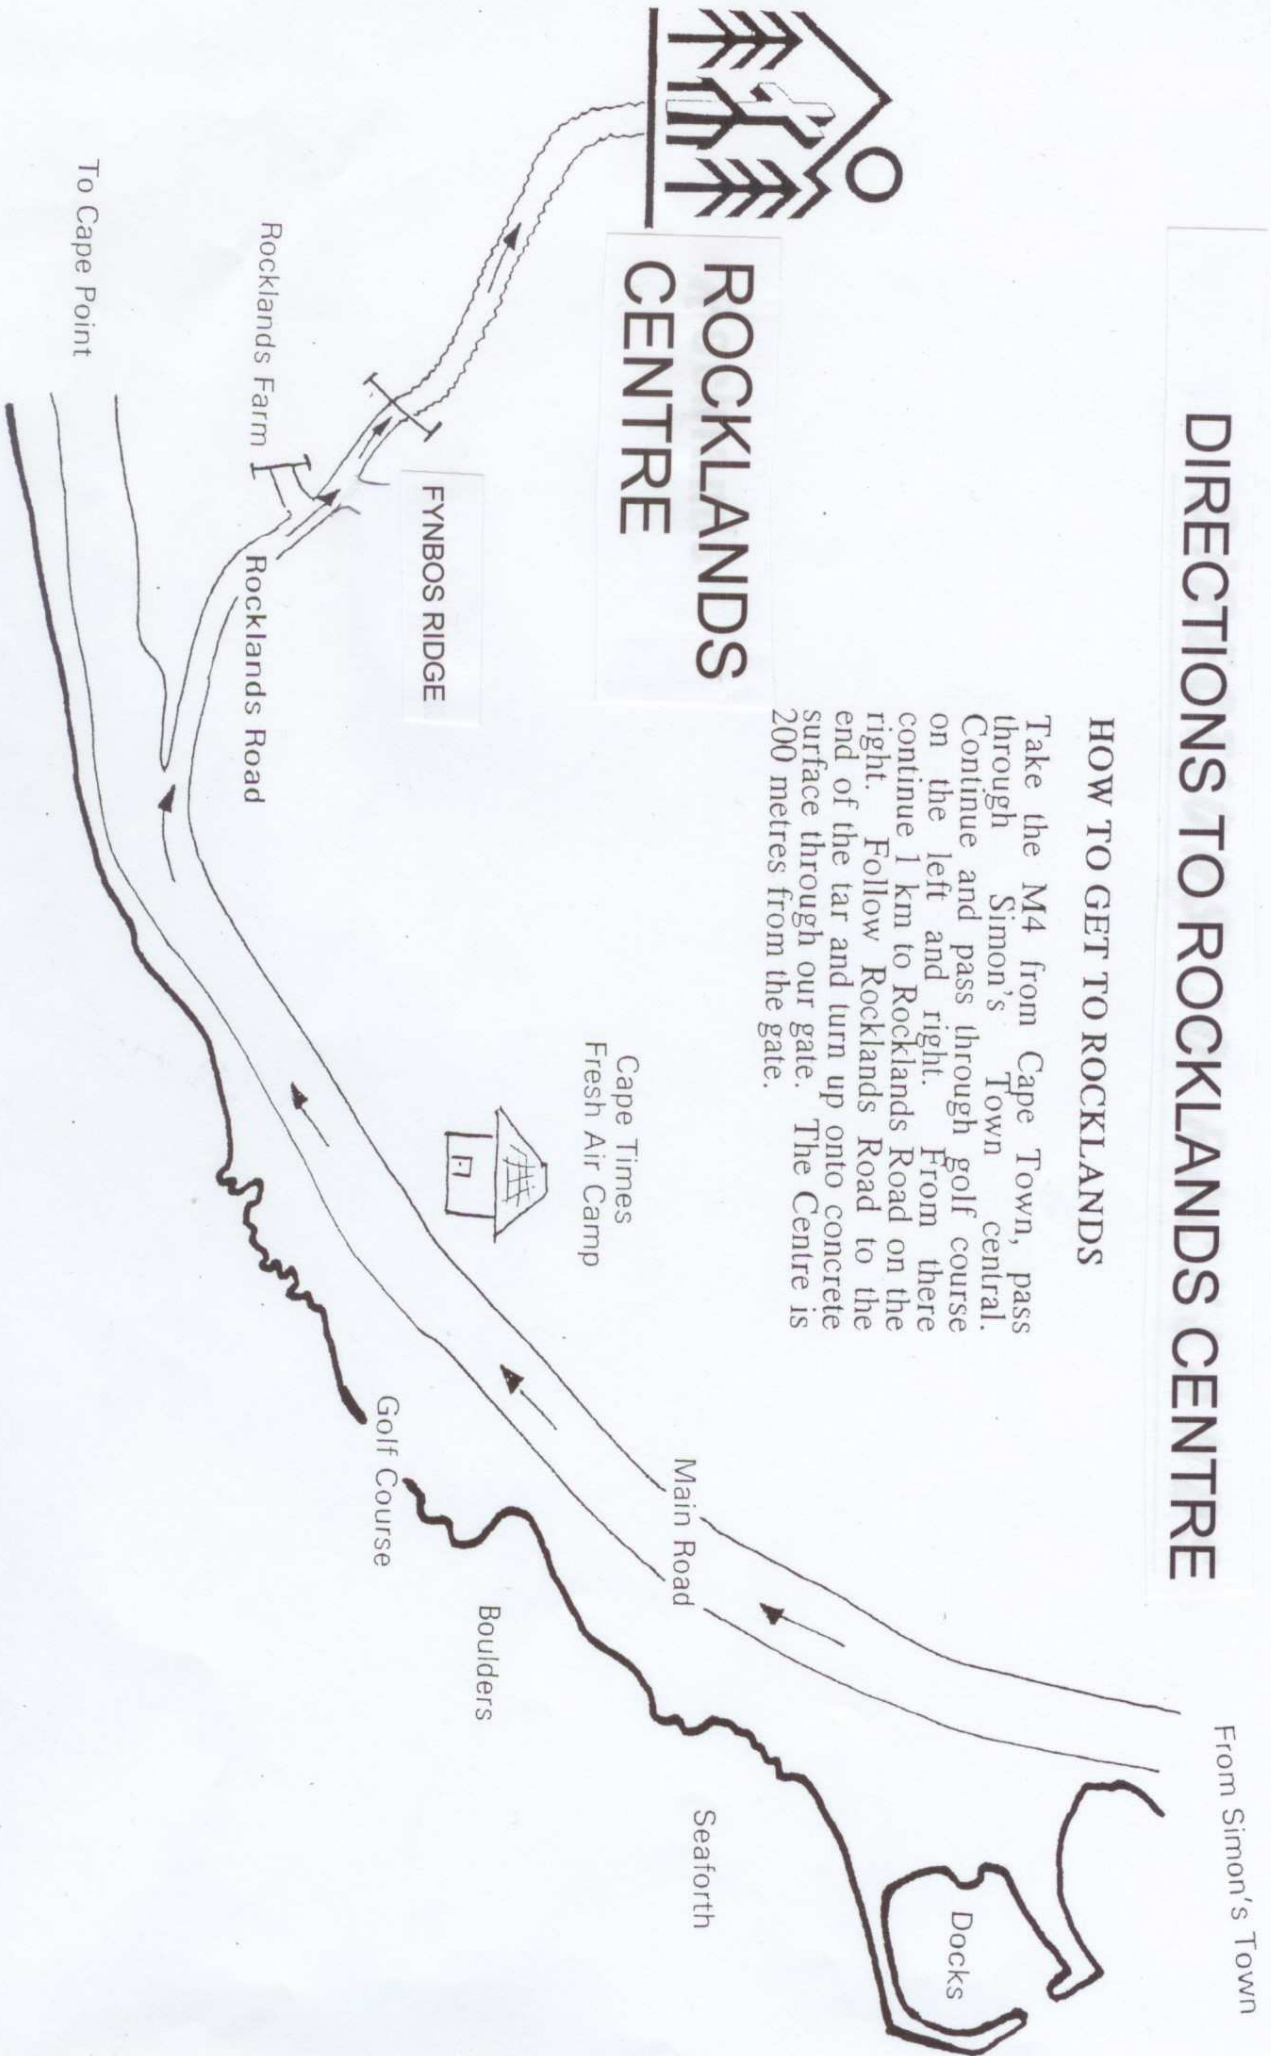 DIRECTIONS TO ROCKLANDS CENTRE
HOW TO GET TO ROCKLANDS
Take the M4 from Cape Town, pass
through Simon's Town central.
Continue and pass through golf course
on the left and right. From there
continue 1 km to Rocklands Road on the
right. Follow Rocklands Road to the
end of the tar and turn up onto concrete
surface through our gate. The Centre is
200 metres from the gate.
ROCKLANDS
CENTRE
From Simon's Town
Docks
Seaforth
Main Road
Boulders
Cape Times
Fresh Air Camp
Golf Course
FYNBOS RIDGE
Rocklands Road
Rocklands Farm
To Cape Point